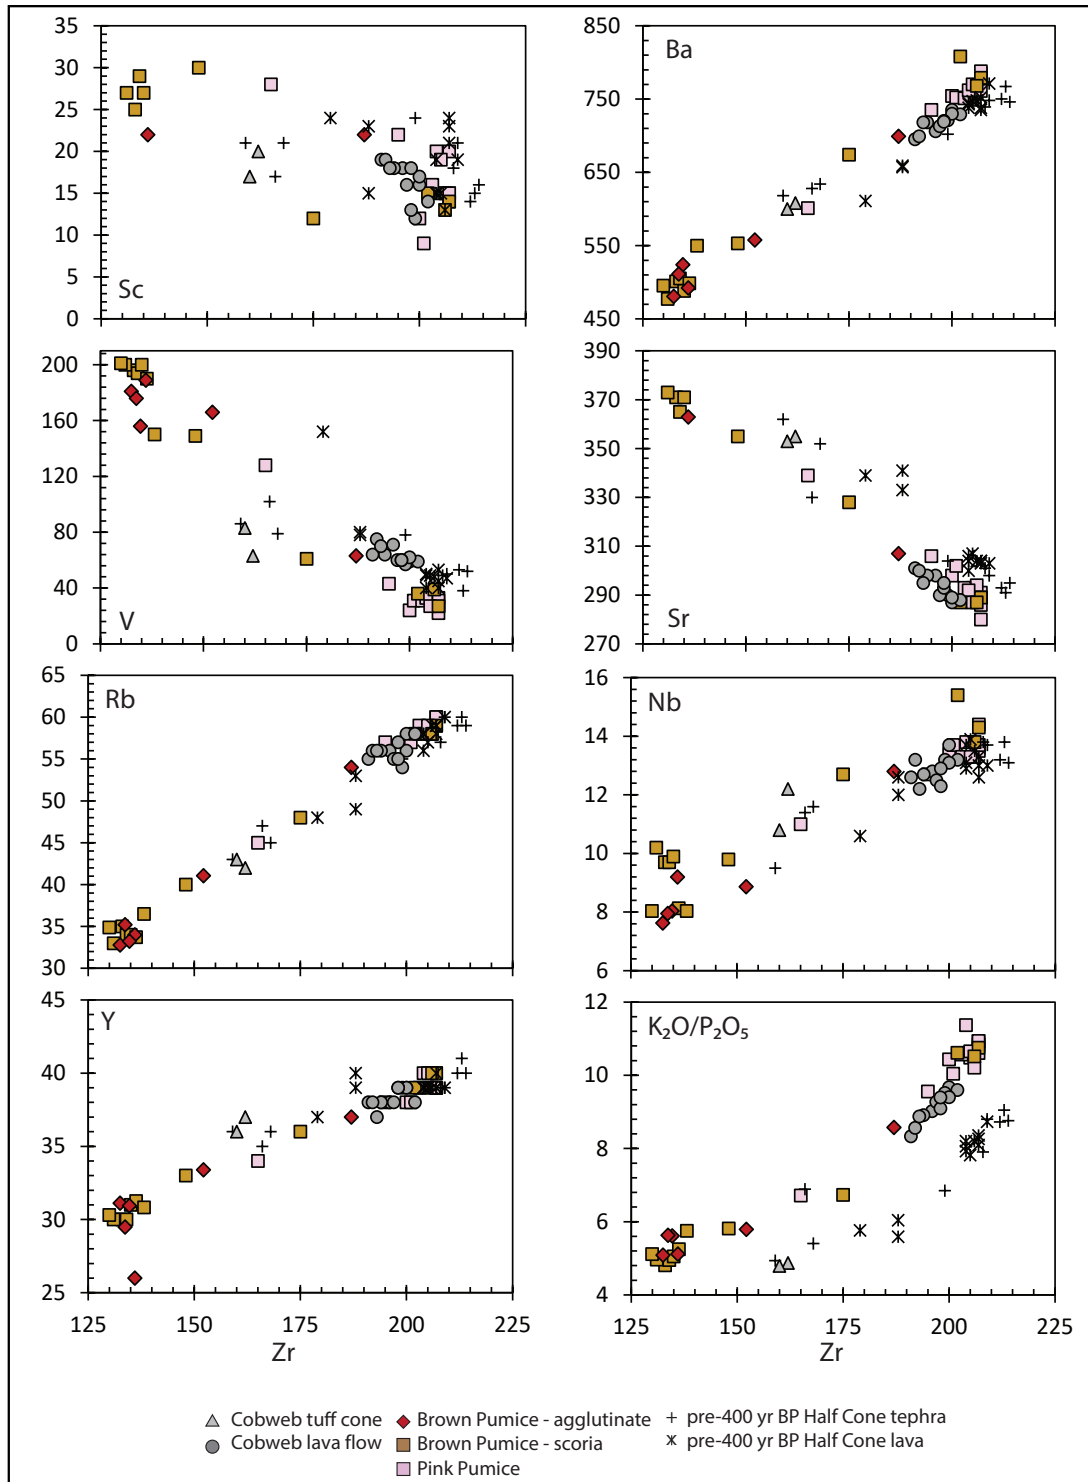 35
30
25
20
15
10
5
0
Sc
850
750
650
550
450
Ba
200
160
120
80
40
0
V
390
370
350
330
310
290
270
Sr
65
60
55
50
45
40
35
30
Rb
16
14
12
10
8
6
Nb
45
40
35
30
25
Y
125 150 175 200 225
Zr
12
10
8
6
4
K₂O/P₂O₅
125 150 175 200 225
Zr
Cobweb tuff cone
Cobweb lava flow
Brown Pumice - agglutinate
Brown Pumice - scoria
Pink Pumice
pre-400 yr BP Half Cone tephra
pre-400 yr BP Half Cone lava